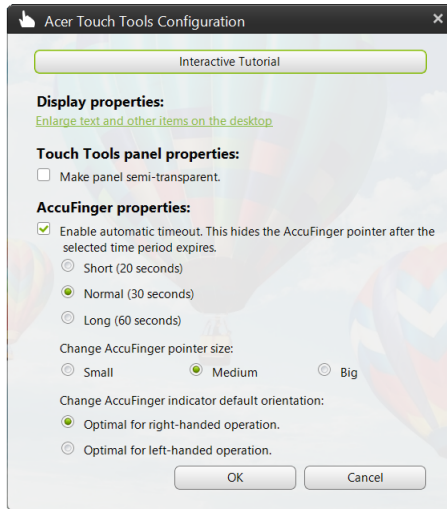 Acer Touch Tools Configuration
Interactive Tutorial
Display properties:
Enlarge text and other items on the desktop
Touch Tools panel properties:
Make panel semi-transparent.
AccuFinger properties:
Enable automatic timeout. This hides the AccuFinger pointer after the
selected time period expires.
Short (20 seconds)
Normal (30 seconds)
Long (60 seconds)
Change AccuFinger pointer size:
Small Medium Big
Change AccuFinger indicator default orientation:
Optimal for right-handed operation.
Optimal for left-handed operation.
OK Cancel